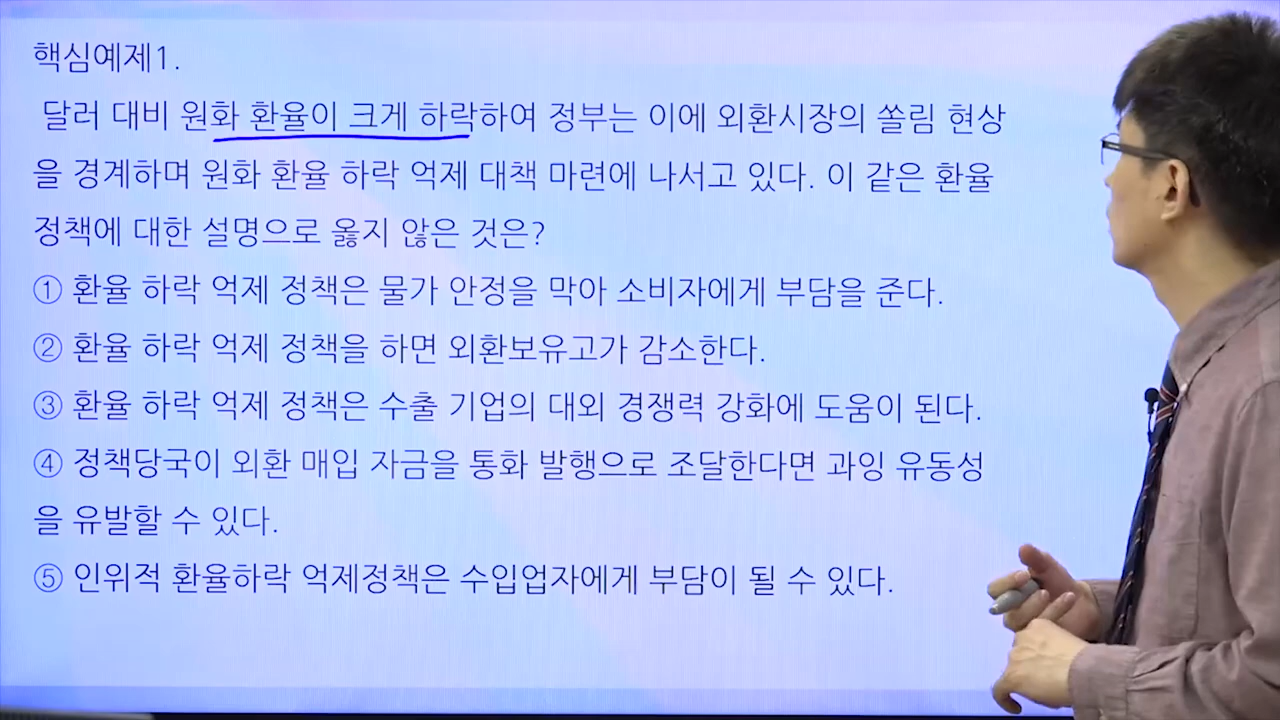 핵심예제1.
달러 대비 원화 환율이 크게 하락하여 정부는 이에 외환시장의 쏠림 현상
을 경계하며 원화 환율 하락 억제 대책 마련에 나서고 있다. 이 같은 환율
정책에 대한 설명으로 옳지 않은 것은?
① 환율 하락 억제 정책은 물가 안정을 막아 소비자에게 부담을 준다.
② 환율 하락 억제 정책을 하면 외환보유고가 감소한다.
③ 환율 하락 억제 정책은 수출 기업의 대외 경쟁력 강화에 도움이 된다.
④ 정책당국이 외환 매입 자금을 통화 발행으로 조달한다면 과잉 유동성
을 유발할 수 있다.
⑤ 인위적 환율하락 억제정책은 수입업자에게 부담이 될 수 있다.